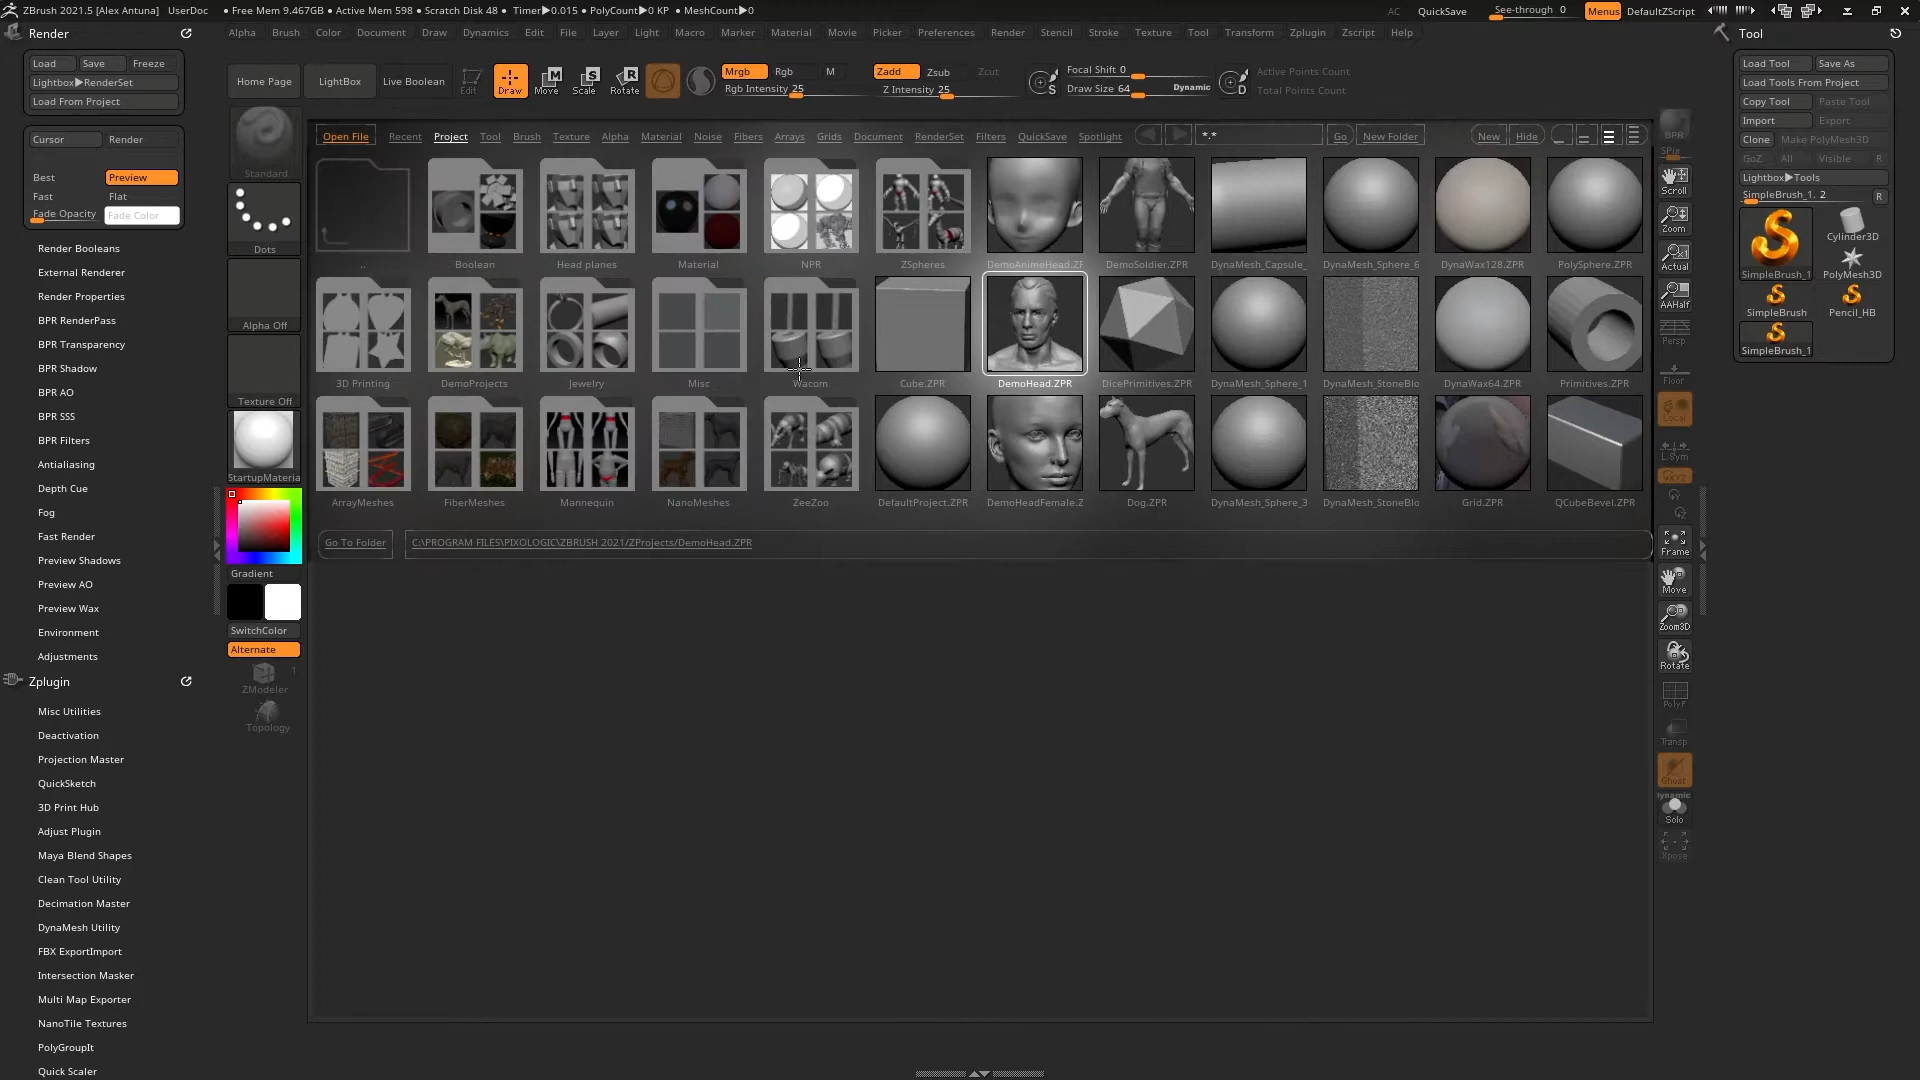 ZBrush 2021.5 [Alex Antuna] UserDoc • Free Mem 9.467GB • Active Mem 598 • Scratch Disk 48 • Timer▶0.015 • PolyCount▶0 KP • MeshCount▶0 AC QuickSave See-through 0 Menus DefaultZScript
Alpha Brush Color Document Draw Dynamics Edit File Layer Light Macro Marker Material Movie Picker Preferences Render Stencil Stroke Texture Tool Transform Zplugin Zscript Help
Render
Load Save Freeze
Lightbox▶RenderSet
Load From Project
Cursor Render
Best Preview
Fast Flat
Fade Opacity Fade Color
Render Booleans
External Renderer
Render Properties
BPR RenderPass
BPR Transparency
BPR Shadow
BPR AO
BPR SSS
BPR Filters
Antialiasing
Depth Cue
Fog
Fast Render
Preview Shadows
Preview AO
Preview Wax
Environment
Adjustments
Zplugin
Misc Utilities
Deactivation
Projection Master
QuickSketch
3D Print Hub
Adjust Plugin
Maya Blend Shapes
Clean Tool Utility
Decimation Master
DynaMesh Utility
FBX ExportImport
Intersection Masker
Multi Map Exporter
NanoTile Textures
PolyGroupIt
Quick Scaler
Home Page LightBox Live Boolean Edit Draw Move Scale Rotate
Mrgb Rgb M
Rgb Intensity 25
Zadd Zsub Zcut
Z Intensity 25
S
Focal Shift 0
Draw Size 64 Dynamic
D
Active Points Count
Total Points Count
Standard
Dots
Alpha Off
Texture Off
StartupMateria
Gradient
SwitchColor
Alternate
1
ZModeler
Topology
Open File Recent Project Tool Brush Texture Alpha Material Noise Fibers Arrays Grids Document RenderSet Filters QuickSave Spotlight *.* Go New Folder New Hide
.. Boolean Head planes Material NPR ZSpheres DemoAnimeHead.ZP DemoSoldier.ZPR DynaMesh_Capsule_ DynaMesh_Sphere_6 DynaWax128.ZPR PolySphere.ZPR
3D Printing DemoProjects Jewelry Misc Wacom Cube.ZPR DemoHead.ZPR DicePrimitives.ZPR DynaMesh_Sphere_1 DynaMesh_StoneBlo DynaWax64.ZPR Primitives.ZPR
ArrayMeshes FiberMeshes Mannequin NanoMeshes ZeeZoo DefaultProject.ZPR DemoHeadFemale.Z Dog.ZPR DynaMesh_Sphere_3 DynaMesh_StoneBlo Grid.ZPR QCubeBevel.ZPR
Go To Folder C:\PROGRAM FILES\PIXOLOGIC\ZBRUSH 2021/ZProjects/DemoHead.ZPR
BPR
SPix
Scroll
Zoom
Actual
AAHalf
Persp
Floor
Local
L.Sym
Frame
Move
Zoom3D
Rotate
PolyF
Transp
Ghost
Dynamic
Solo
Xpose
Tool
Load Tool Save As
Load Tools From Project
Copy Tool Paste Tool
Import Export
Clone Make PolyMesh3D
GoZ All Visible R
Lightbox▶Tools
SimpleBrush_1. 2 R
Cylinder3D
SimpleBrush_1 PolyMesh3D
SimpleBrush Pencil_HB
SimpleBrush_1